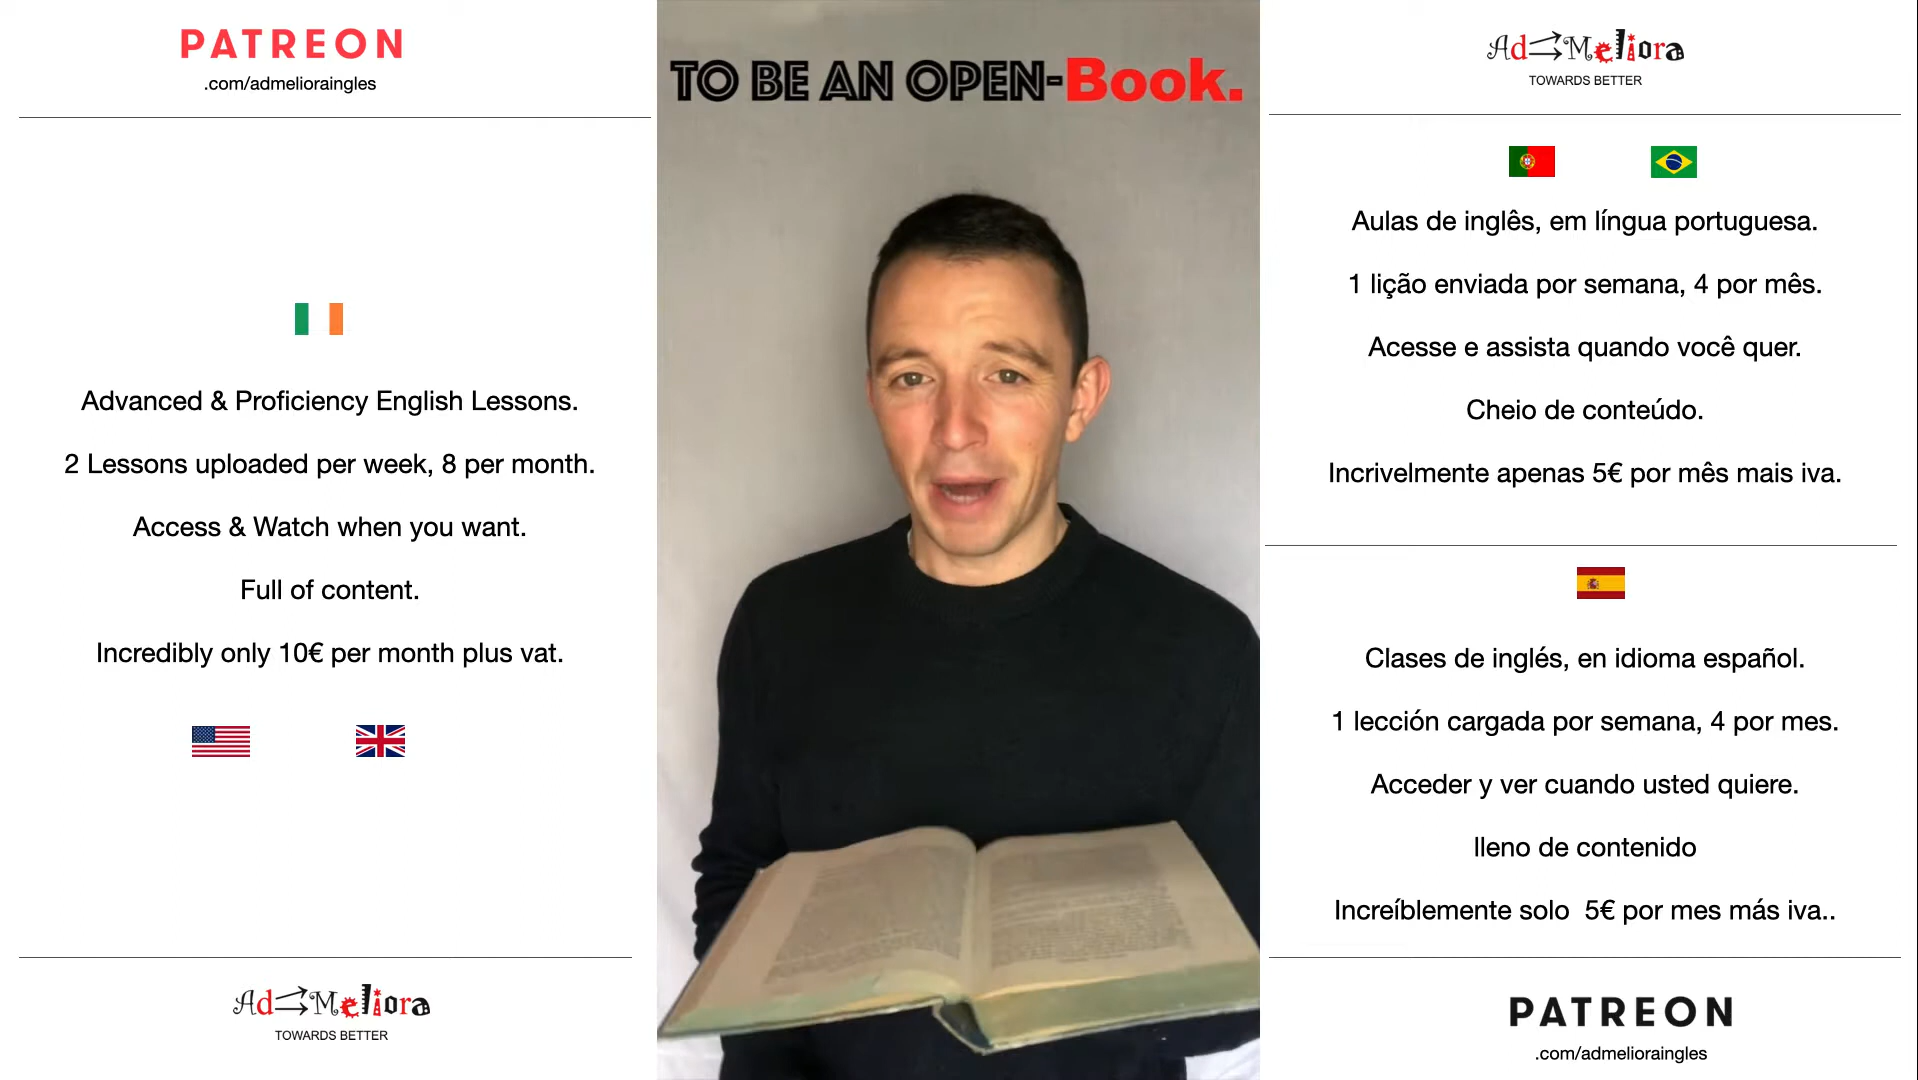 PATREON
.com/admelioraingles
Advanced & Proficiency English Lessons.
2 Lessons uploaded per week, 8 per month.
Access & Watch when you want.
Full of content.
Incredibly only 10€ per month plus vat.
Ad Meliora
TOWARDS BETTER
TO BE AN OPEN-Book.
Ad Meliora
TOWARDS BETTER
Aulas de inglês, em língua portuguesa.
1 lição enviada por semana, 4 por mês.
Acesse e assista quando você quer.
Cheio de conteúdo.
Incrivelmente apenas 5€ por mês mais iva.
Clases de inglés, en idioma español.
1 lección cargada por semana, 4 por mes.
Acceder y ver cuando usted quiere.
lleno de contenido
Increíblemente solo  5€ por mes más iva..
PATREON
.com/admelioraingles